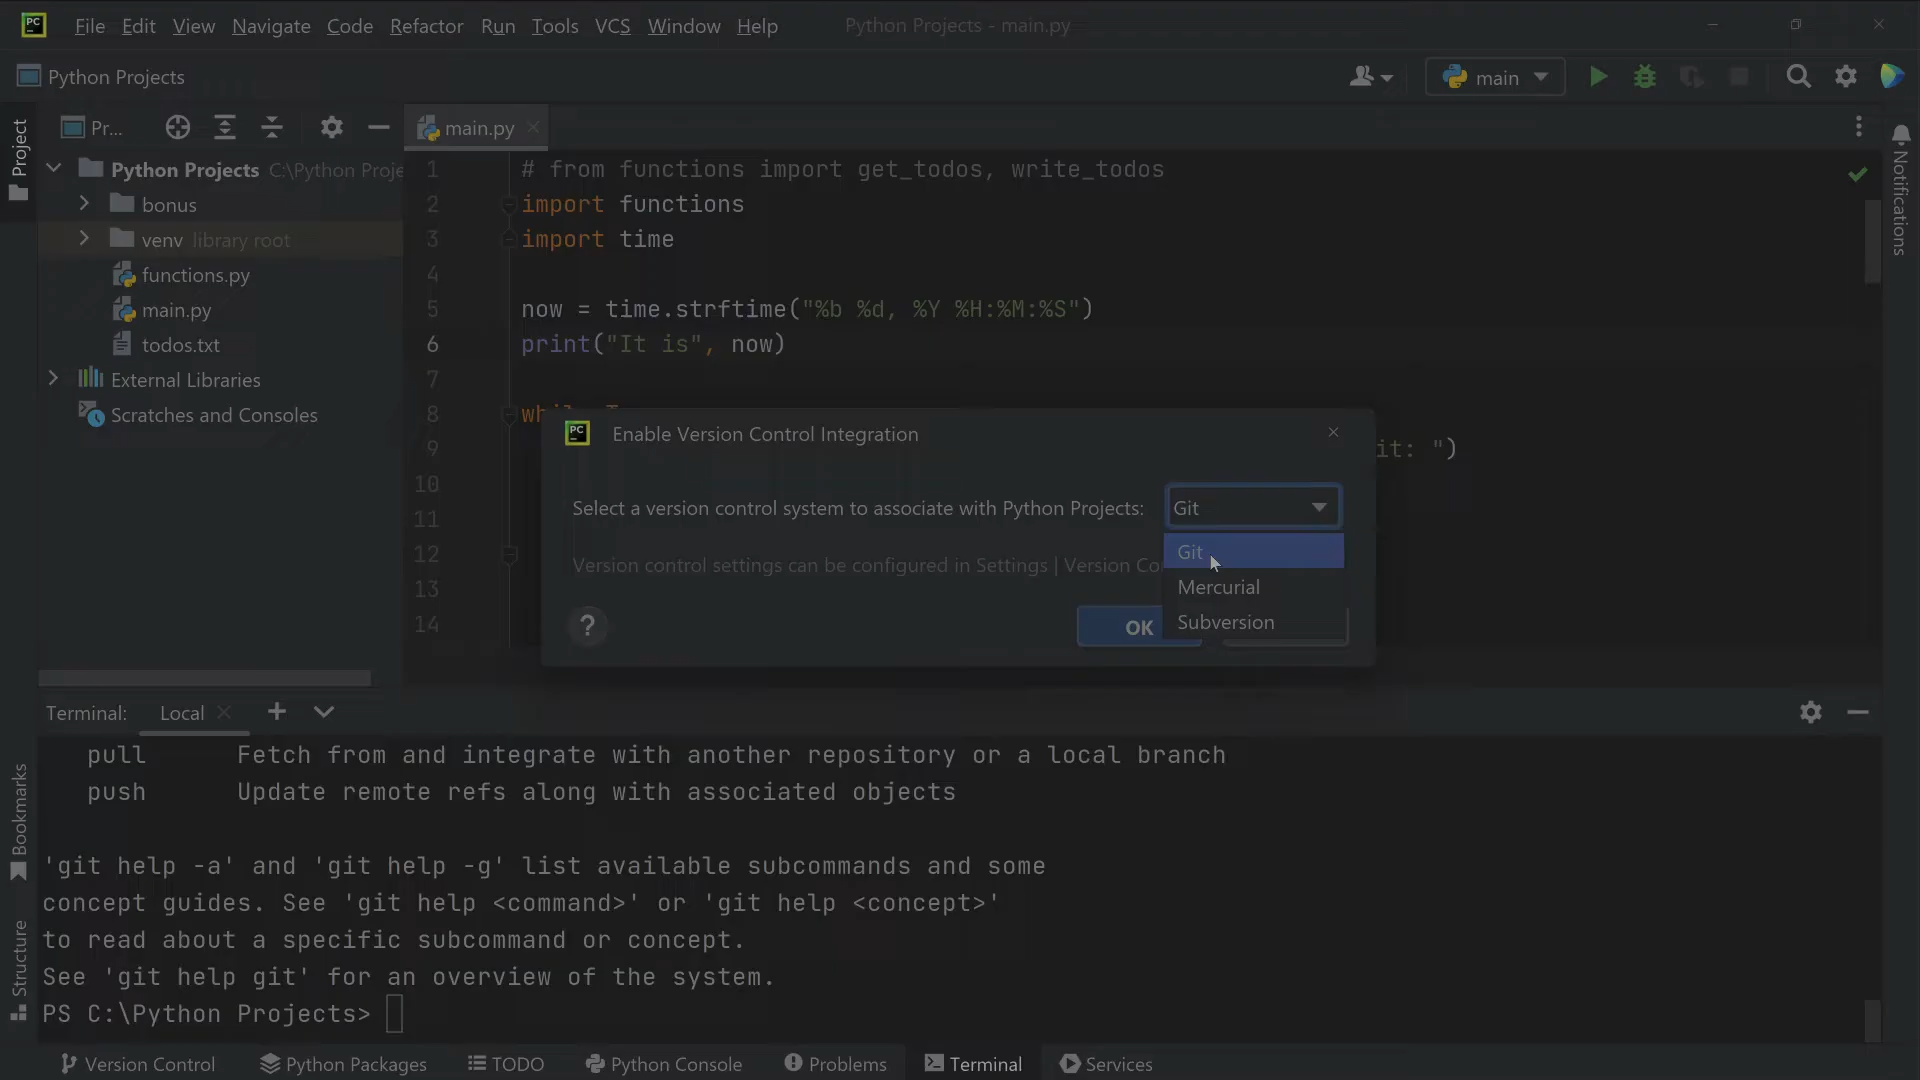 PC
File Edit View Navigate Code Refactor Run Tools VCS Window Help Python Projects - main.py
Python Projects
main
Project
Pr...
main.py
Python Projects C:\Python Proje
bonus
venv library root
functions.py
main.py
todos.txt
External Libraries
Scratches and Consoles
1 # from functions import get_todos, write_todos
2 import functions
3 import time
4
5 now = time.strftime("%b %d, %Y %H:%M:%S")
6 print("It is", now)
7
8
9 it: ")
10
11
12
13
14
Notifications
PC
Enable Version Control Integration
Select a version control system to associate with Python Projects: Git
Git
Mercurial
Subversion
Version control settings can be configured in Settings | Version Co
?
OK
Terminal: Local
pull Fetch from and integrate with another repository or a local branch
push Update remote refs along with associated objects
'git help -a' and 'git help -g' list available subcommands and some
concept guides. See 'git help <command>' or 'git help <concept>'
to read about a specific subcommand or concept.
See 'git help git' for an overview of the system.
PS C:\Python Projects>
Bookmarks
Structure
Version Control Python Packages TODO Python Console Problems Terminal Services